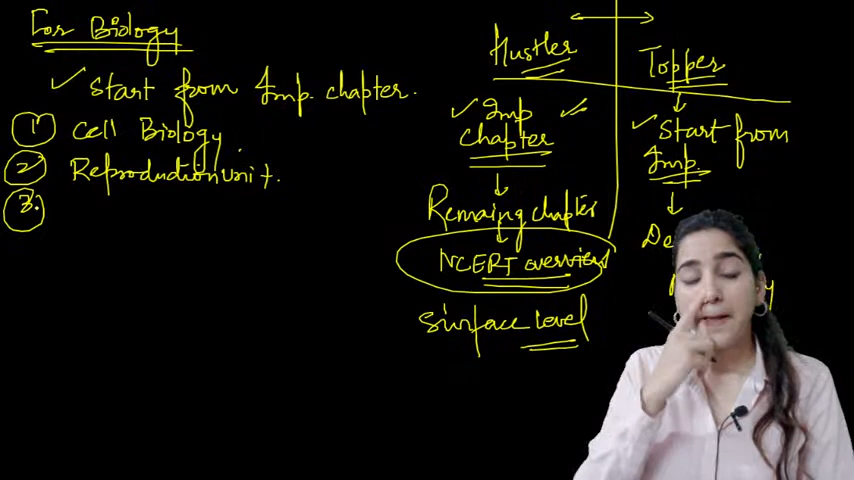 For Biology
✓ Start from Imp. chapter.
① Cell Biology
② Reproduction unit.
③.
Hustler
✓ Imp ✓
chapter
↓
Remaing chapter
↓
NCERT overview
Surface level
Topper
↓
✓ Start from
Imp.
↓